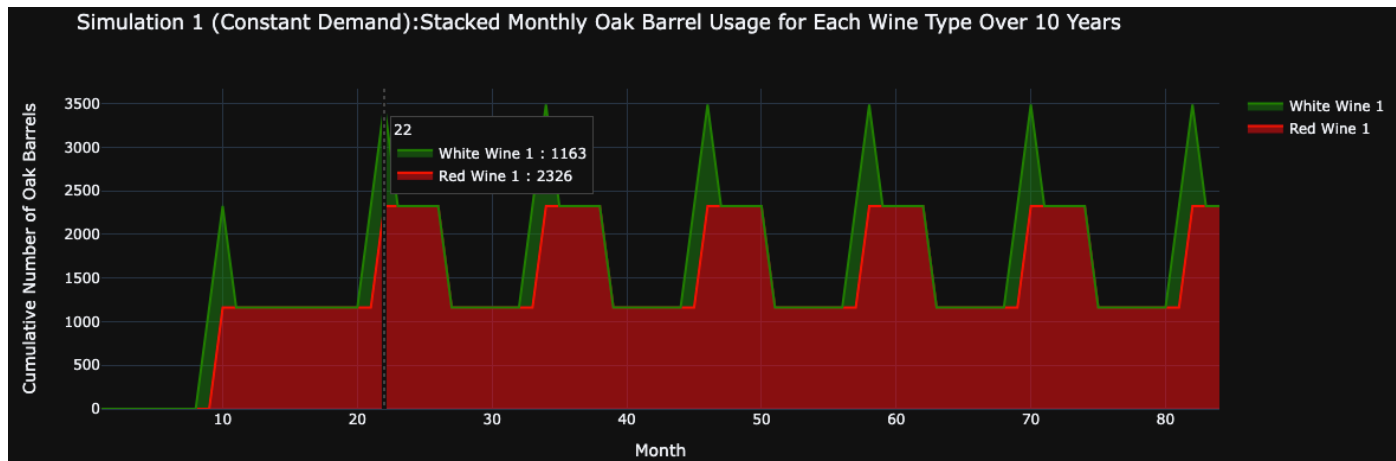 Simulation 1 (Constant Demand):Stacked Monthly Oak Barrel Usage for Each Wine Type Over 10 Years
Cumulative Number of Oak Barrels
3500
3000
2500
2000
1500
1000
500
0
22
White Wine 1 : 1163
Red Wine 1 : 2326
White Wine 1
Red Wine 1
10 20 30 40 50 60 70 80
Month